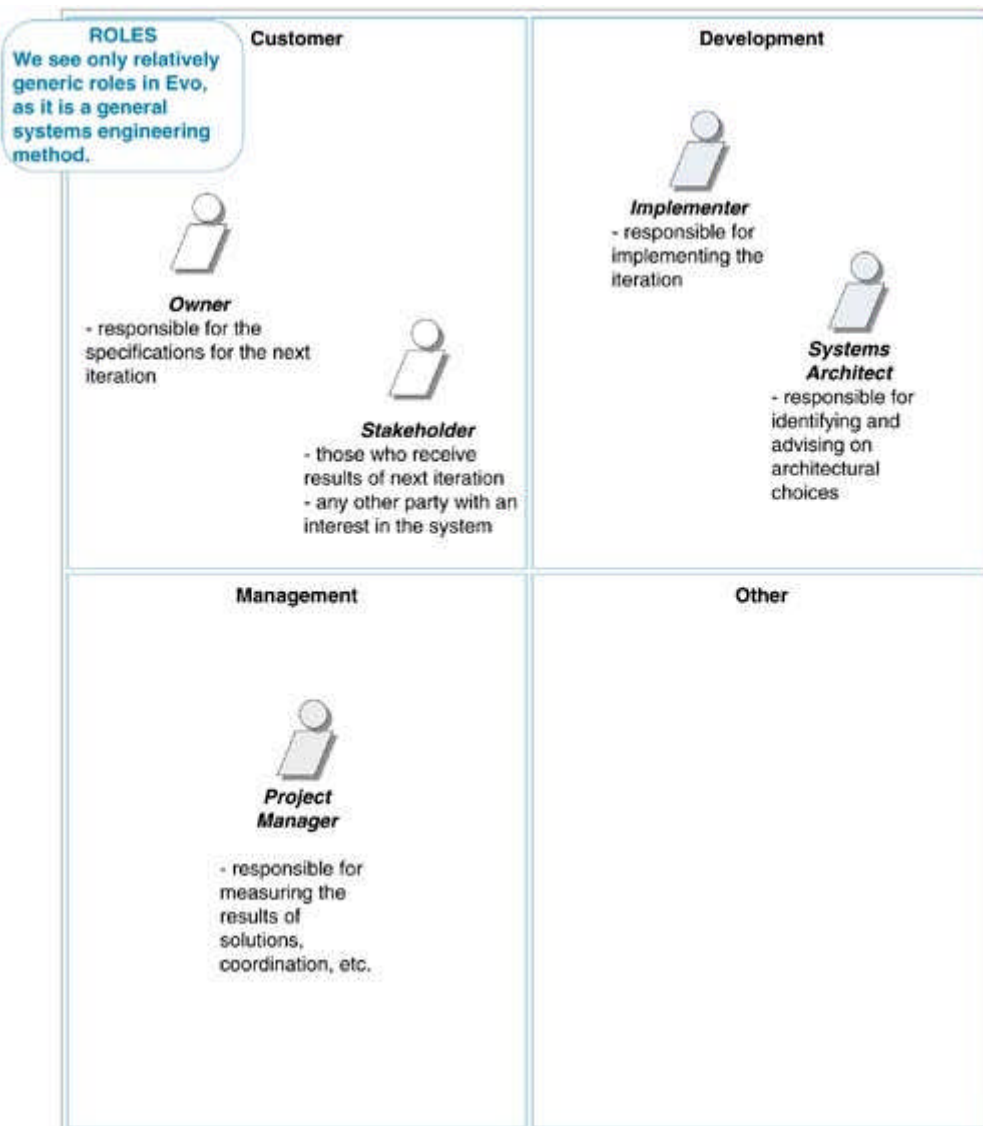 ROLES
We see only relatively
generic roles in Evo,
as it is a general
systems engineering
method.
Customer
Owner
- responsible for the
specifications for the next
iteration
Stakeholder
- those who receive
results of next iteration
- any other party with an
interest in the system
Development
Implementer
- responsible for
implementing the
iteration
Systems
Architect
- responsible for
identifying and
advising on
architectural
choices
Management
Project
Manager
- responsible for
measuring the
results of
solutions,
coordination, etc.
Other